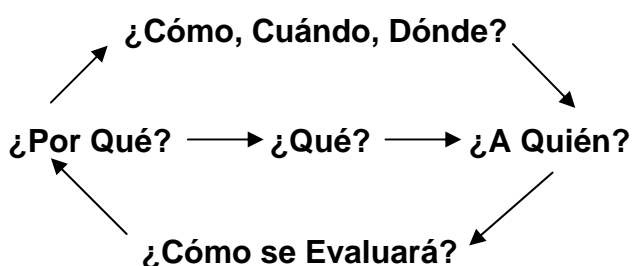 ¿Cómo, Cuándo, Dónde?
¿Por Qué? ¿Qué? ¿A Quién?
¿Cómo se Evaluará?